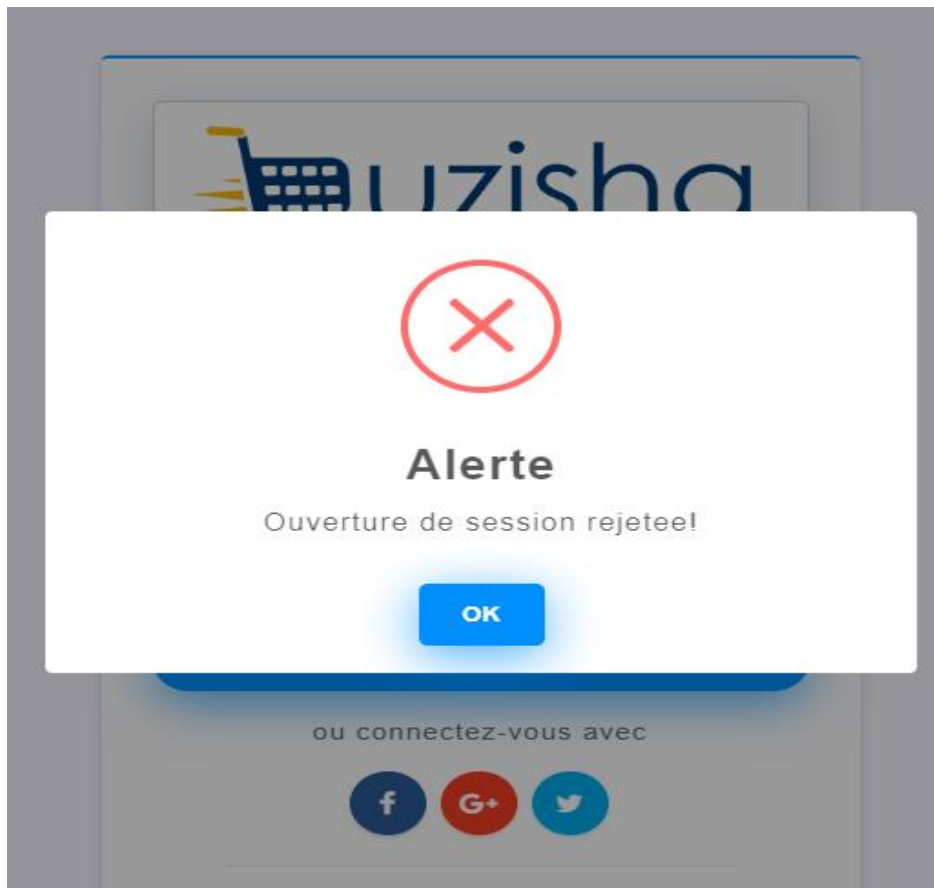 uzisha
Alerte
Ouverture de session rejetee!
OK
ou connectez-vous avec
f G+